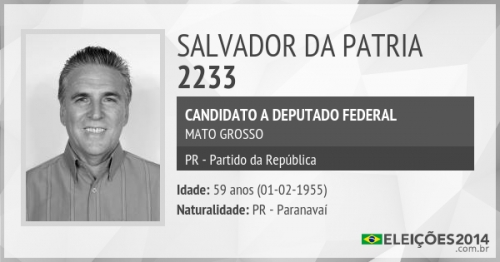 SALVADOR DA PATRIA
2233
CANDIDATO A DEPUTADO FEDERAL
MATO GROSSO
PR - Partido da República
Idade: 59 anos (01-02-1955)
Naturalidade: PR - Paranavaí
ELEIÇÕES2014
.com.br